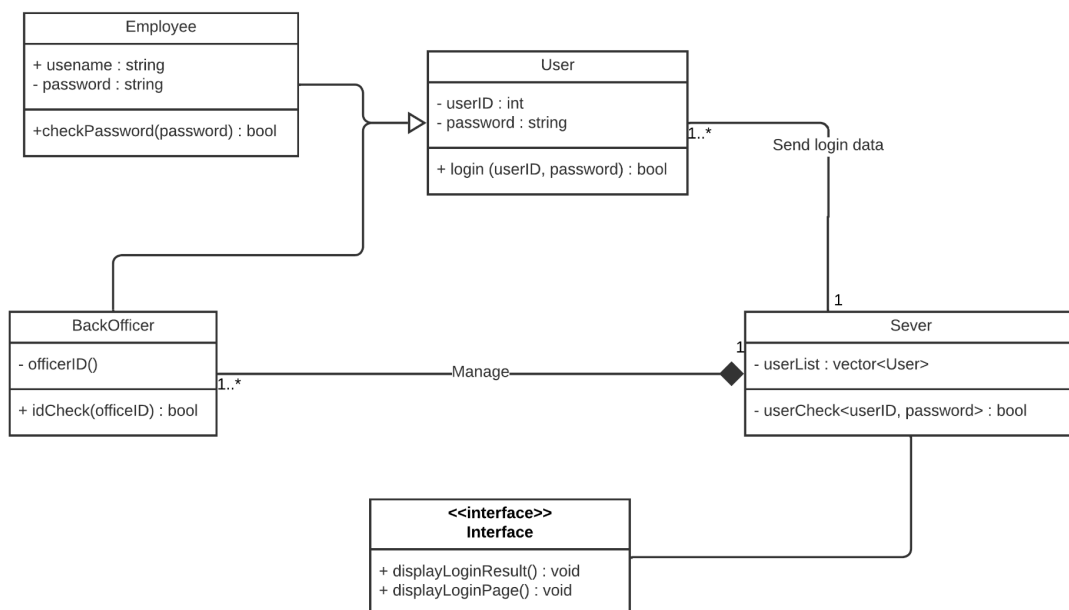 Employee
+ usename : string
- password : string
+checkPassword(password) : bool
User
- userID : int
- password : string
+ login (userID, password) : bool
1..*
Send login data
1
BackOfficer
- officerID()
+ idCheck(officeID) : bool
1..*
Manage
1
Sever
- userList : vector<User>
- userCheck<userID, password> : bool
<<interface>>
Interface
+ displayLoginResult() : void
+ displayLoginPage() : void